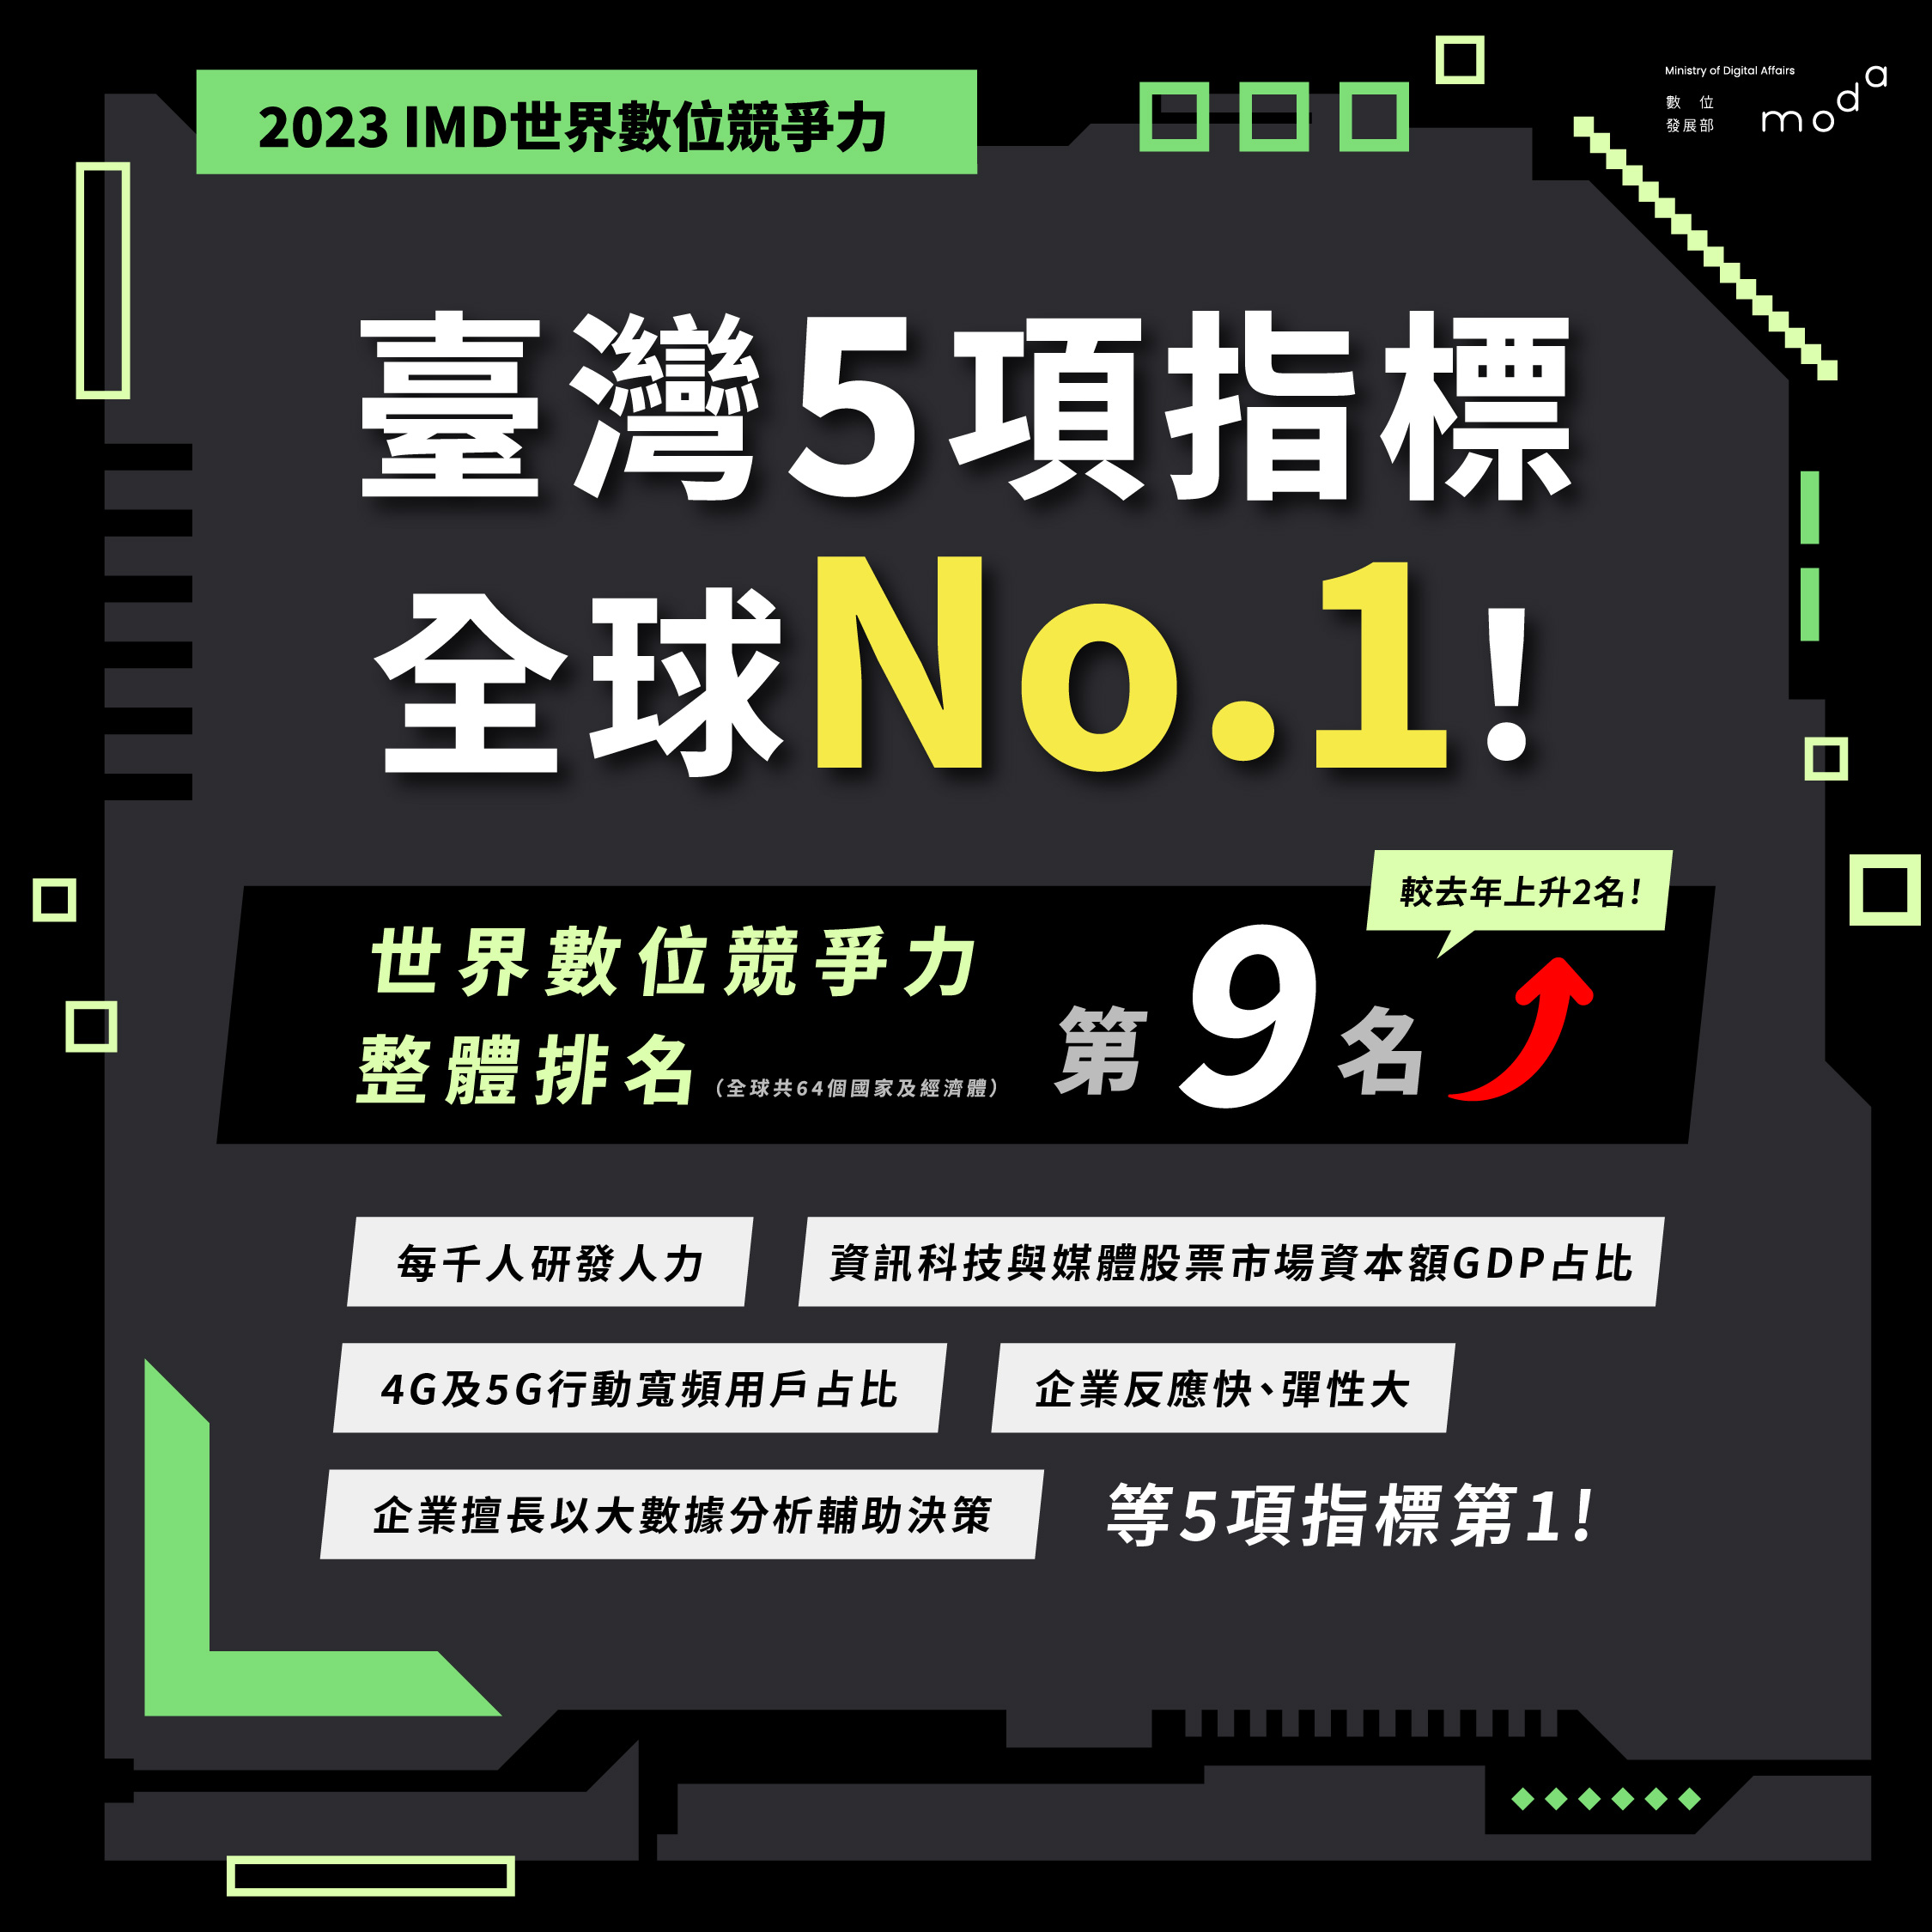 2023 IMD世界數位競爭力
Ministry of Digital Affairs
數位
發展部
moda
臺灣5項指標
全球No.1!
較去年上升2名!
世界數位競爭力
整體排名(全球共64個國家及經濟體)
第9名
每千人研發人力
資訊科技與媒體股票市場資本額GDP占比
4G及5G行動寬頻用戶占比
企業反應快、彈性大
企業擅長以大數據分析輔助決策
等5項指標第1!